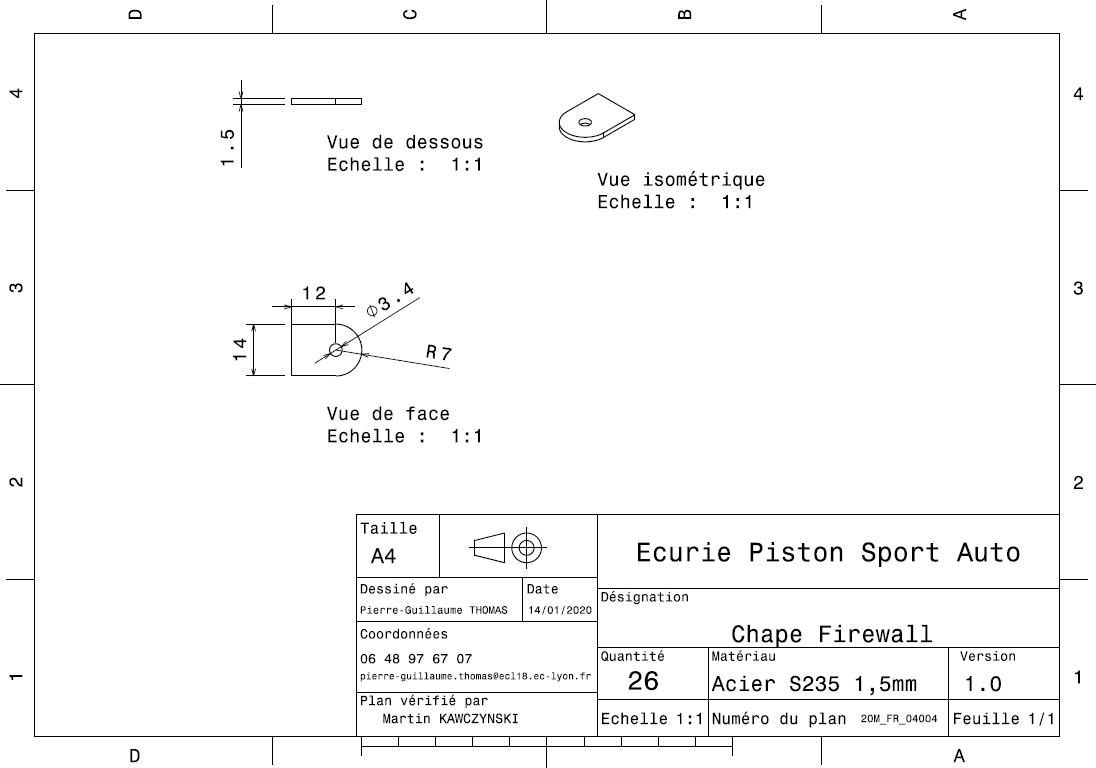 D C B A
4 4
1.5
Vue de dessous
Echelle : 1:1
Vue isométrique
Echelle : 1:1
3 3
12
Ø3.4
14
R7
Vue de face
Echelle : 1:1
2 2
Taille
A4
Ecurie Piston Sport Auto
Dessiné par
Pierre-Guillaume THOMAS
Date
14/01/2020
Désignation
Chape Firewall
Coordonnées
06 48 97 67 07
pierre-guillaume.thomas@ecl18.ec-lyon.fr
Quantité
26
Matériau
Acier S235 1,5mm
Version
1.0
1 1
Plan vérifié par
Martin KAWCZYNSKI
Echelle 1:1
Numéro du plan 20M_FR_04004
Feuille 1/1
D A